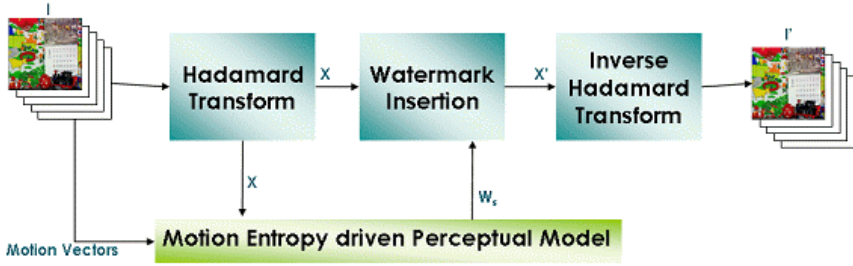 I
I'
Hadamard
Transform
X
Watermark
Insertion
X'
Inverse
Hadamard
Transform
X
Ws
Motion Vectors
Motion Entropy driven Perceptual Model